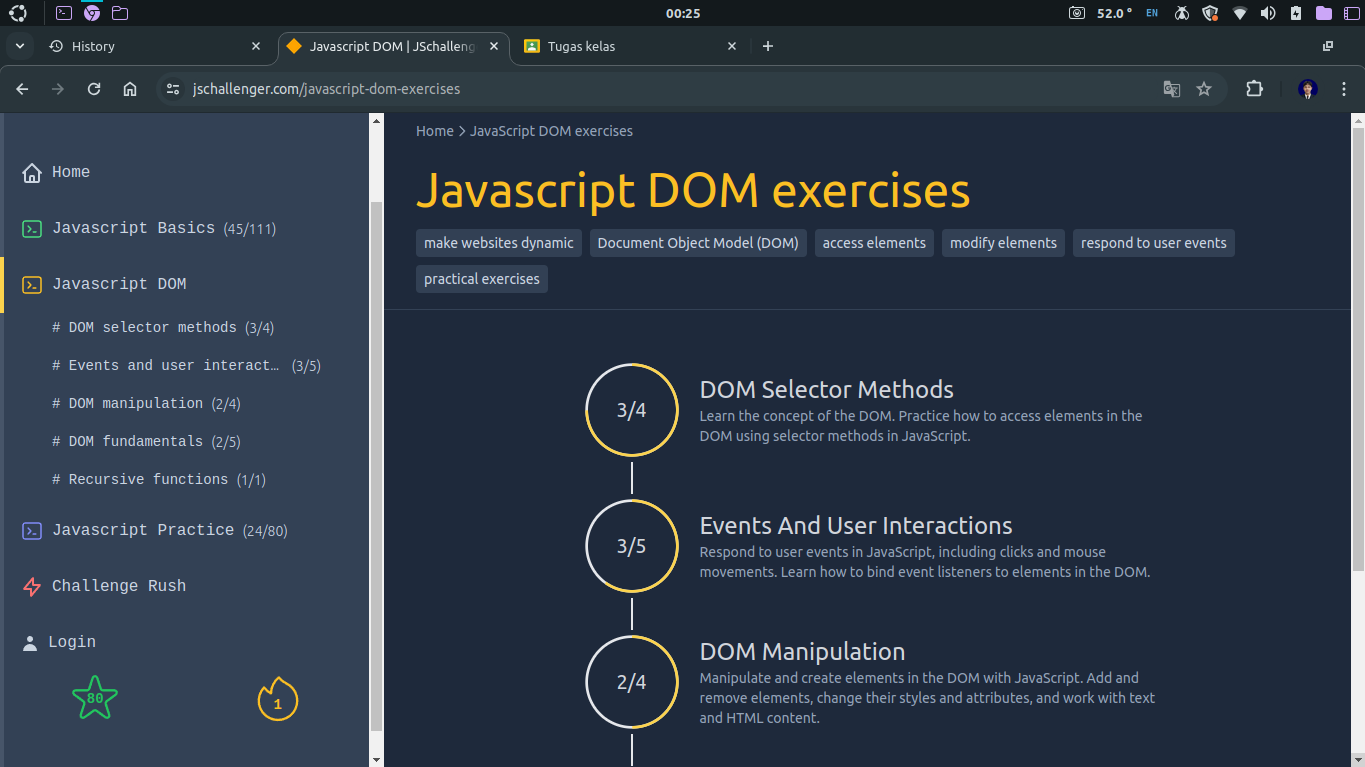 00:25
52.0 °
EN
History
Javascript DOM | JSchalleng
Tugas kelas
jschallenger.com/javascript-dom-exercises
Home
Javascript Basics (45/111)
Javascript DOM
# DOM selector methods (3/4)
# Events and user interact… (3/5)
# DOM manipulation (2/4)
# DOM fundamentals (2/5)
# Recursive functions (1/1)
Javascript Practice (24/80)
Challenge Rush
Login
80
1
Home > JavaScript DOM exercises
Javascript DOM exercises
make websites dynamic
Document Object Model (DOM)
access elements
modify elements
respond to user events
practical exercises
3/4
DOM Selector Methods
Learn the concept of the DOM. Practice how to access elements in the
DOM using selector methods in JavaScript.
3/5
Events And User Interactions
Respond to user events in JavaScript, including clicks and mouse
movements. Learn how to bind event listeners to elements in the DOM.
2/4
DOM Manipulation
Manipulate and create elements in the DOM with JavaScript. Add and
remove elements, change their styles and attributes, and work with text
and HTML content.